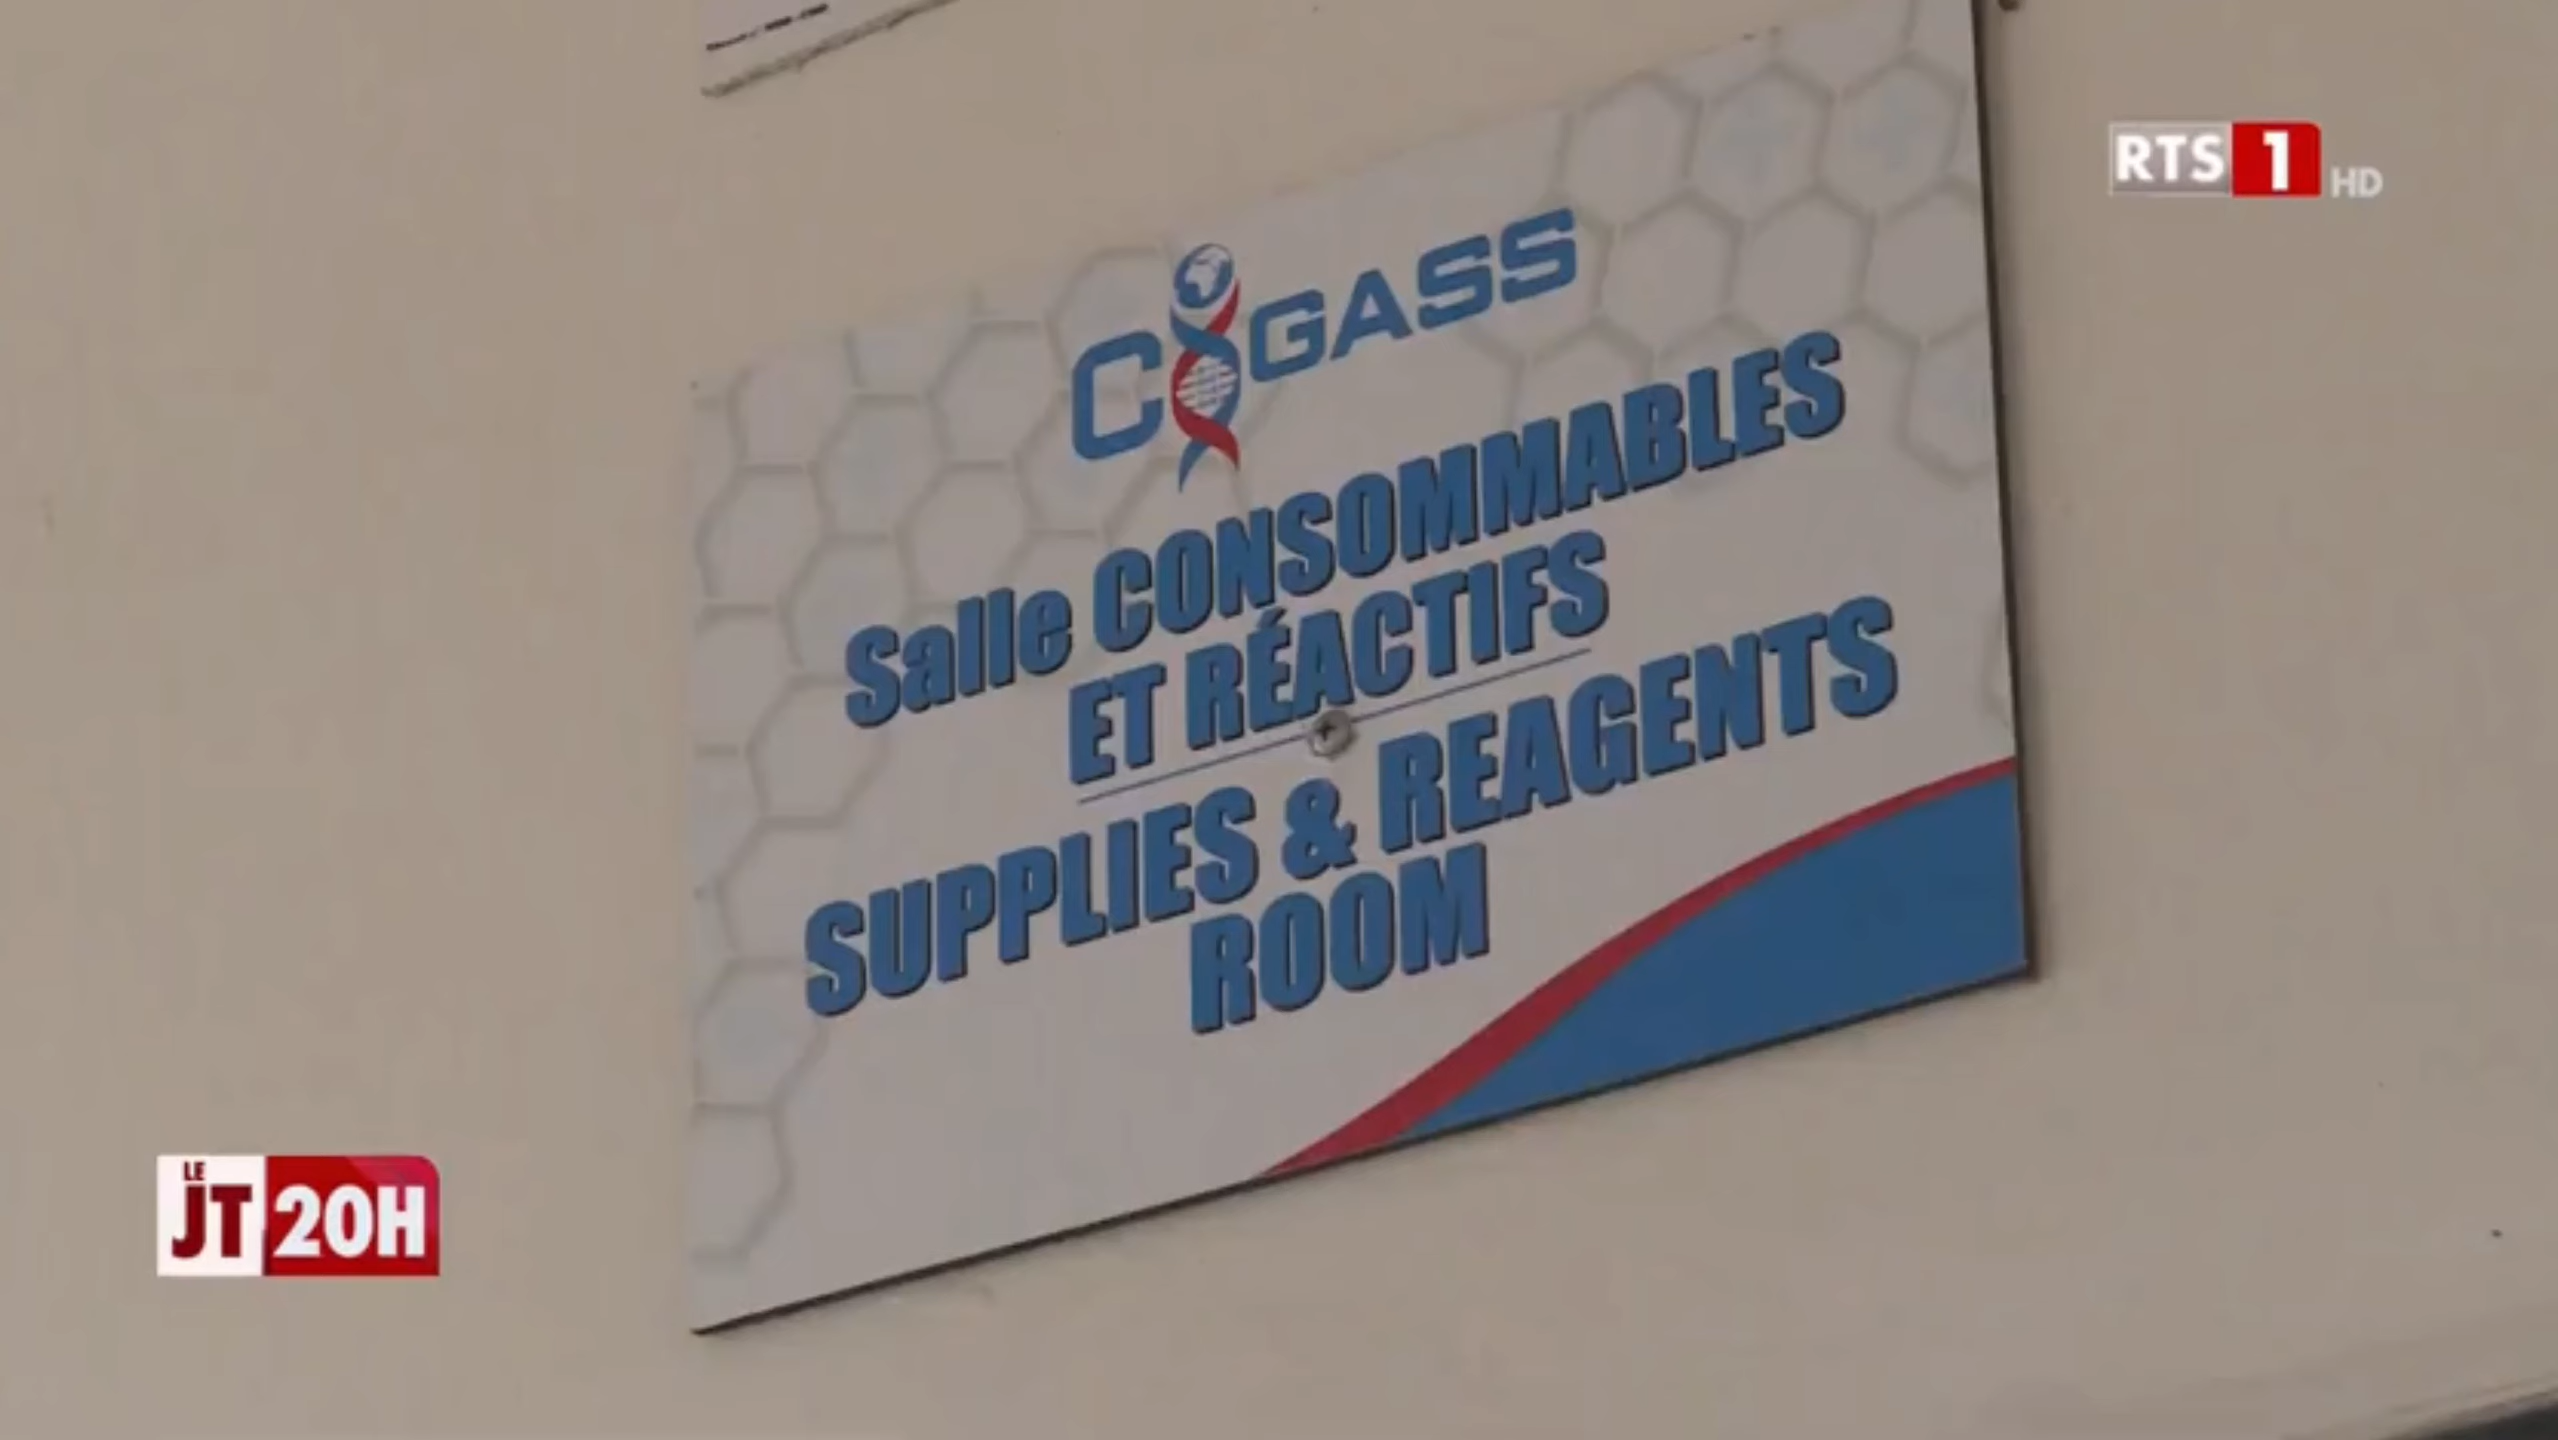 RTS 1 HD
CIGASS
Salle CONSOMMABLES
ET RÉACTIFS
SUPPLIES & REAGENTS
ROOM
LE
JT 20H